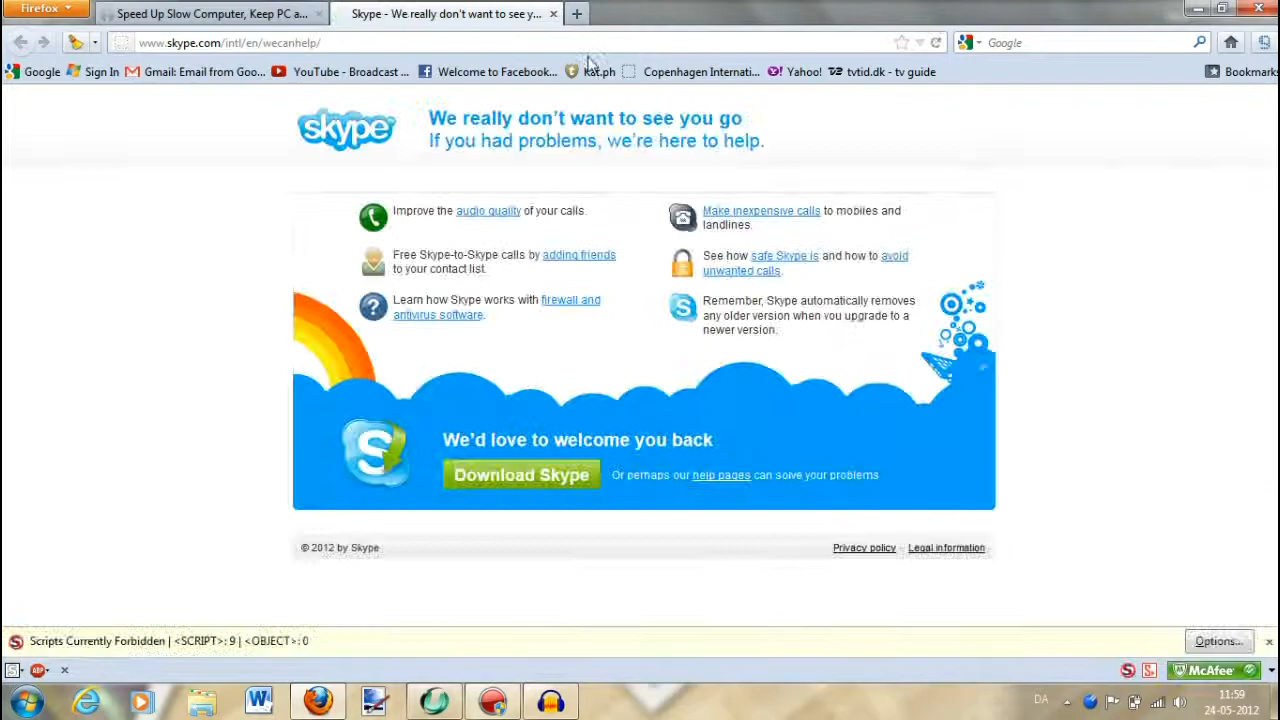 Firefox
Speed Up Slow Computer, Keep PC a...
Skype - We really don't want to see y...
www.skype.com/intl/en/wecanhelp/
Google
Google
Sign In
Gmail: Email from Goo...
YouTube - Broadcast ...
Welcome to Facebook...
kat.ph
Copenhagen Internati...
Yahoo!
tvtid.dk - tv guide
Bookmarks
skype
We really don't want to see you go
If you had problems, we're here to help.
Improve the audio quality of your calls.
Free Skype-to-Skype calls by adding friends
to your contact list.
Learn how Skype works with firewall and
antivirus software.
Make inexpensive calls to mobiles and
landlines.
See how safe Skype is and how to avoid
unwanted calls.
Remember, Skype automatically removes
any older version when you upgrade to a
newer version.
We'd love to welcome you back
Download Skype
Or perhaps our help pages can solve your problems
© 2012 by Skype
Privacy policy
Legal information
Scripts Currently Forbidden | <SCRIPT>: 9 | <OBJECT>: 0
Options...
ABP
McAfee
DA
11:59
24-05-2012